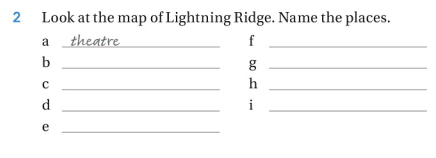 2 Look at the map of Lightning Ridge. Name the places.
a theatre
b
c
d
e
f
g
h
i